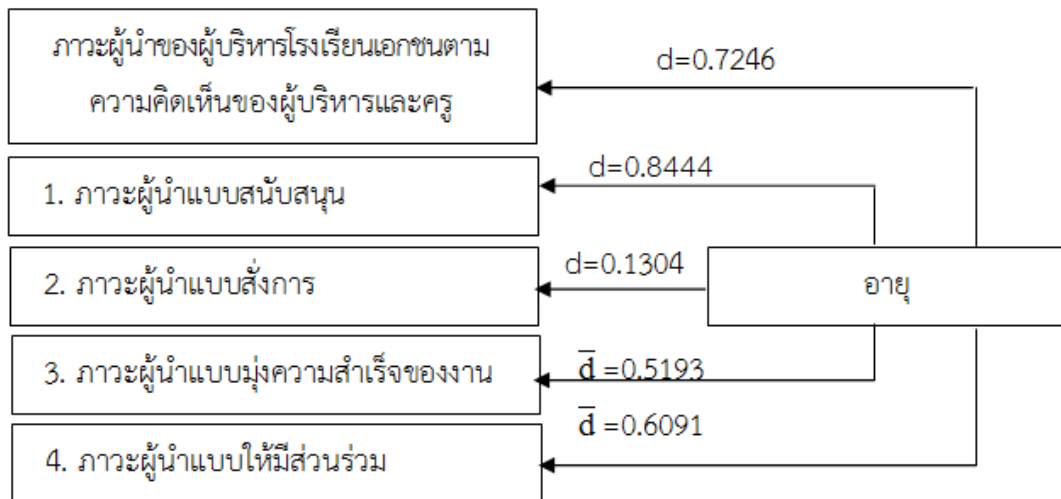 ภาวะผู้นำของผู้บริหารโรงเรียนเอกชนตาม
ความคิดเห็นของผู้บริหารและครู
d=0.7246
1. ภาวะผู้นำแบบสนับสนุน
d=0.8444
2. ภาวะผู้นำแบบสั่งการ
d=0.1304
อายุ
3. ภาวะผู้นำแบบมุ่งความสำเร็จของงาน
d̅ =0.5193
4. ภาวะผู้นำแบบให้มีส่วนร่วม
d̅ =0.6091